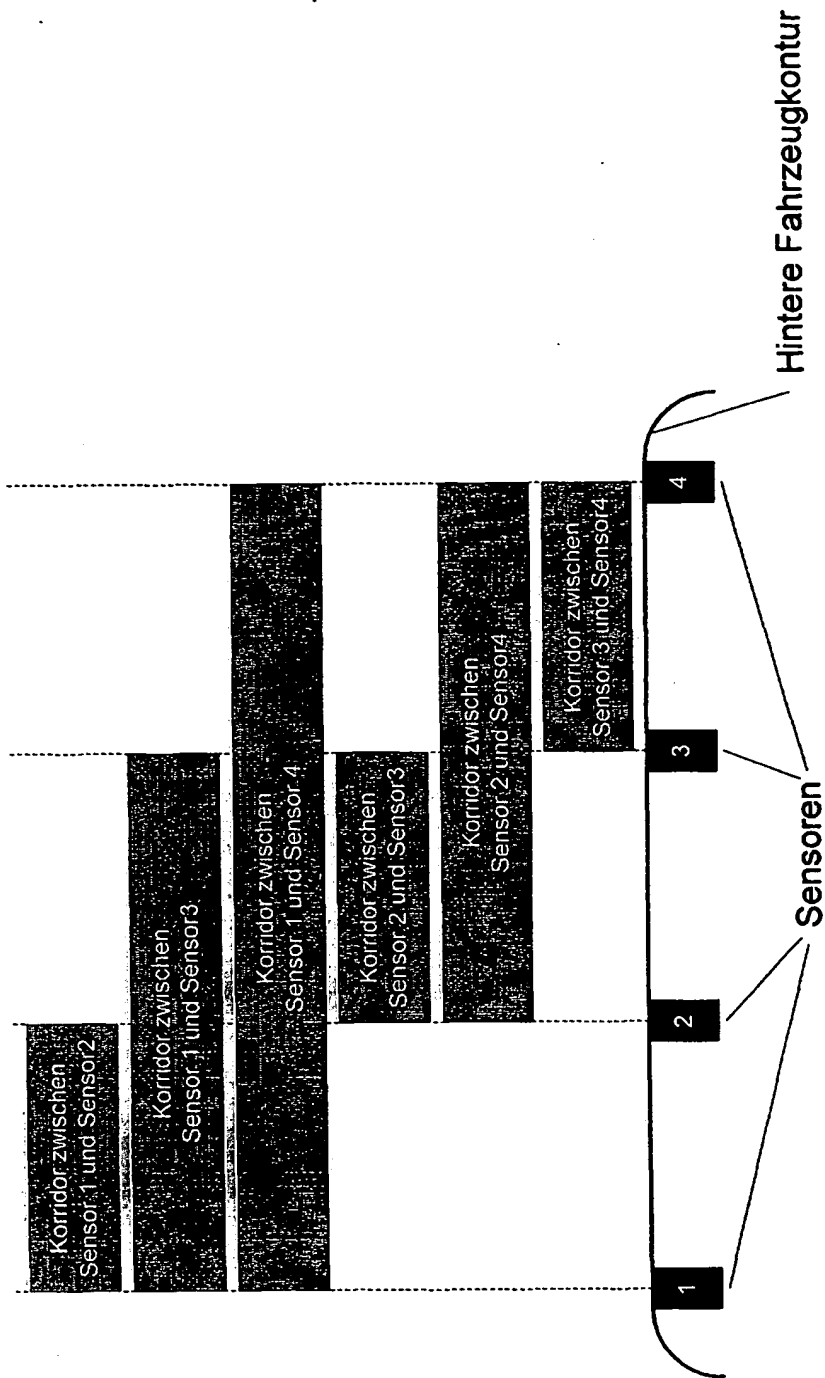 Korridor zwischen
Sensor 1 und Sensor2
Korridor zwischen
Sensor 1 und Sensor3
Korridor zwischen
Sensor 1 und Sensor 4
Korridor zwischen
Sensor 2 und Sensor3
Korridor zwischen
Sensor 2 und Sensor4
Korridor zwischen
Sensor 3 und Sensor4
1
2
3
4
Sensoren
Hintere Fahrzeugkontur